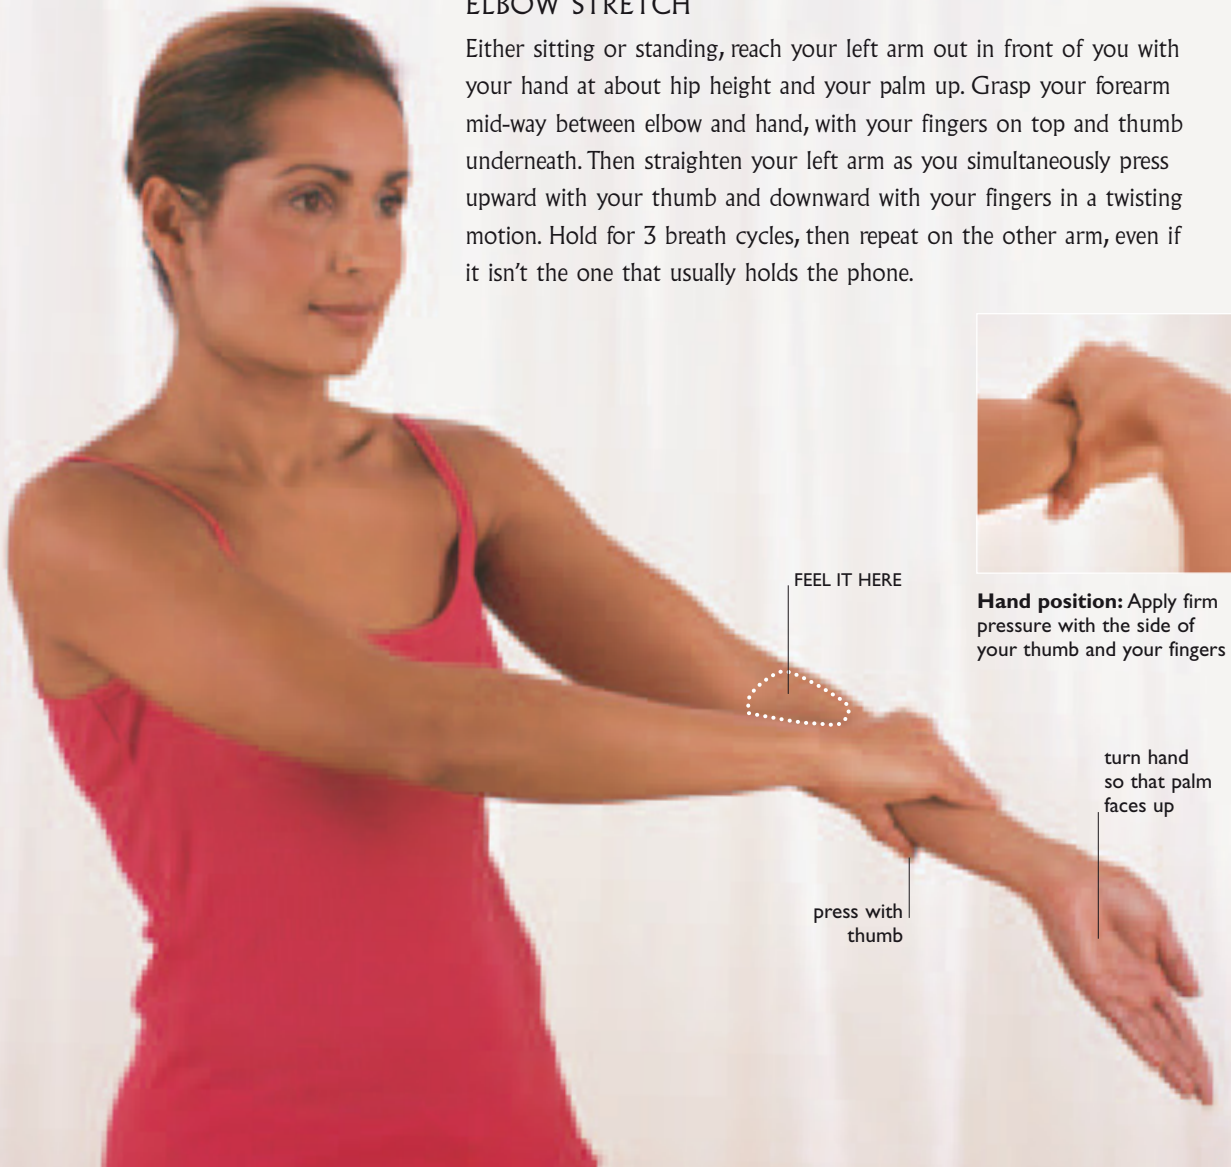 ELBOW STRETCH
Either sitting or standing, reach your left arm out in front of you with
your hand at about hip height and your palm up. Grasp your forearm
mid-way between elbow and hand, with your fingers on top and thumb
underneath. Then straighten your left arm as you simultaneously press
upward with your thumb and downward with your fingers in a twisting
motion. Hold for 3 breath cycles, then repeat on the other arm, even if
it isn't the one that usually holds the phone.
FEEL IT HERE
Hand position: Apply firm
pressure with the side of
your thumb and your fingers
turn hand
so that palm
faces up
press with
thumb